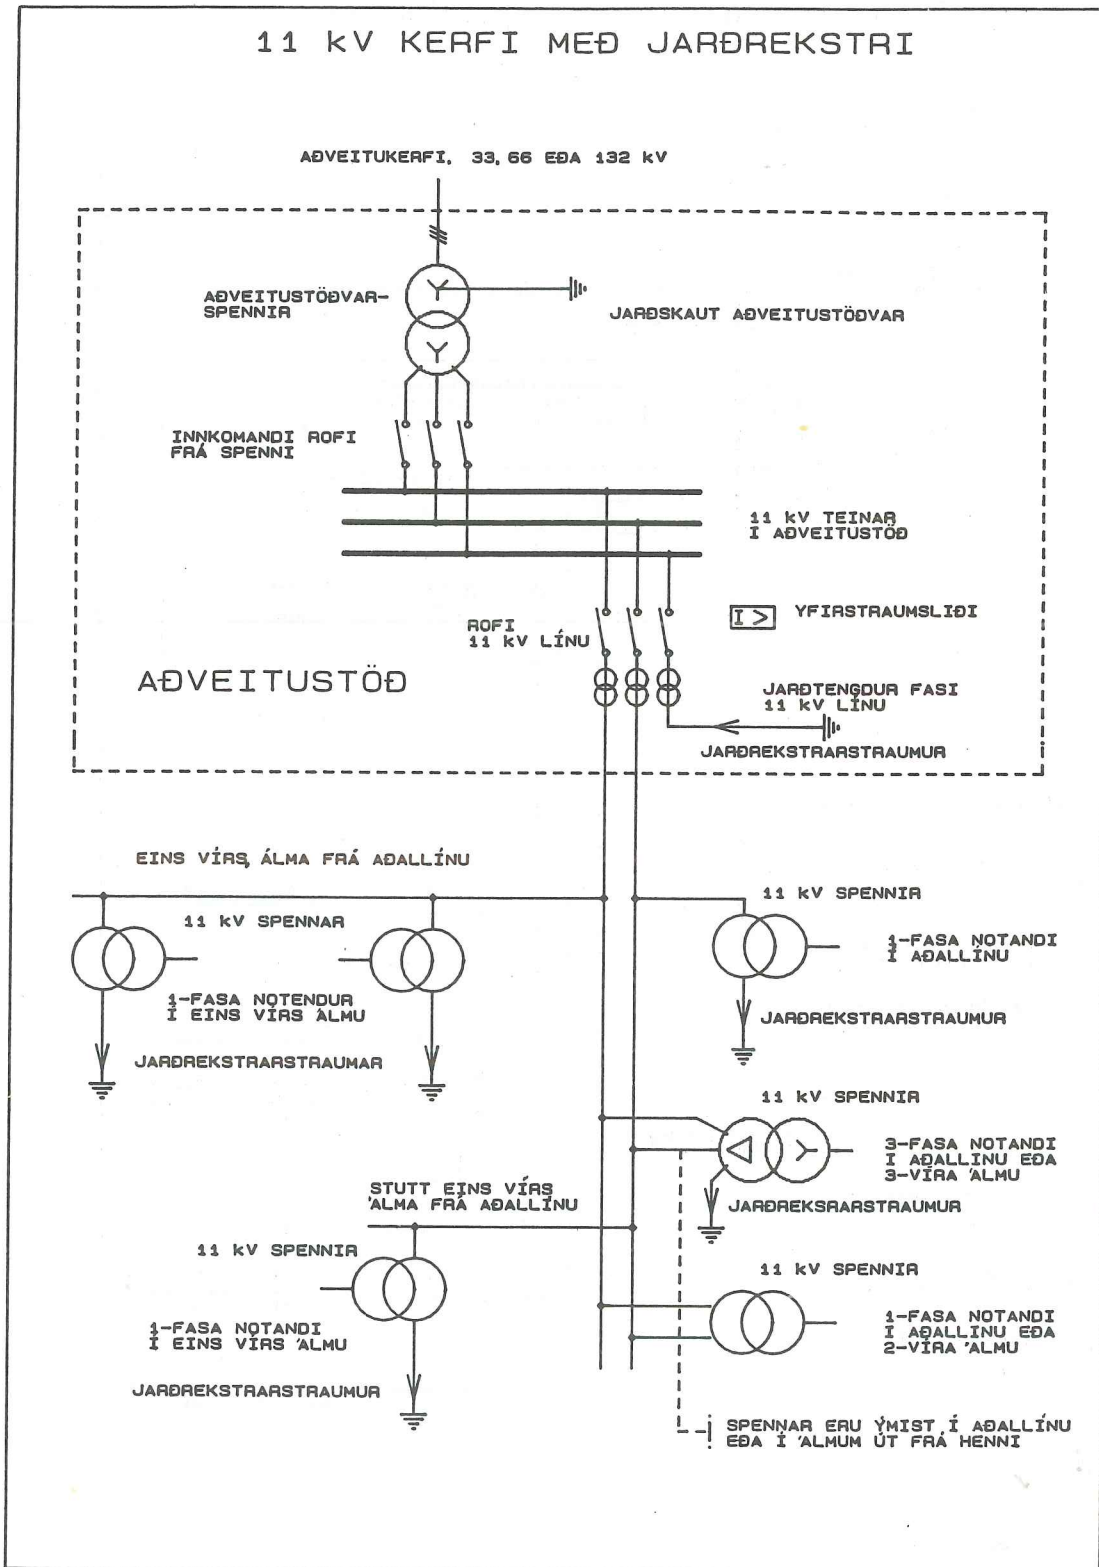 11 kV KERFI MEÐ JARÐREKSTRI
AÐVEITUKERFI, 33,66 EÐA 132 kV
AÐVEITUSTÖÐVAR-
SPENNIR
JARÐSKAUT AÐVEITUSTÖÐVAR
INNKOMANDI ROFI
FRÁ SPENNI
11 kV TEINAR
Í AÐVEITUSTÖÐ
ROFI
11 kV LÍNU
I >
YFIRSTRAUMSLIÐI
AÐVEITUSTÖÐ
JARÐTENGDUR FASI
11 kV LÍNU
JARÐREKSTRARSTRAUMUR
EINS VÍRS ÁLMA FRÁ AÐALLÍNU
11 kV SPENNAR
1-FASA NOTENDUR
Í EINS VÍRS ÁLMU
JARÐREKSTRARSTRAUMAR
11 kV SPENNIR
1-FASA NOTANDI
Í AÐALLÍNU
JARÐREKSTRARSTRAUMUR
11 kV SPENNIR
3-FASA NOTANDI
Í AÐALLINU EÐA
3-VÍRA ÁLMU
JARÐREKSRARSTRAUMUR
STUTT EINS VÍRS
ÁLMA FRÁ AÐALLÍNU
11 kV SPENNIR
1-FASA NOTANDI
Í EINS VÍRS ÁLMU
JARÐREKSTRARSTRAUMUR
11 kV SPENNIR
1-FASA NOTANDI
Í AÐALLINU EÐA
2-VÍRA ÁLMU
SPENNAR ERU ÝMIST Í AÐALLÍNU
EÐA Í ÁLMUM ÚT FRÁ HENNI